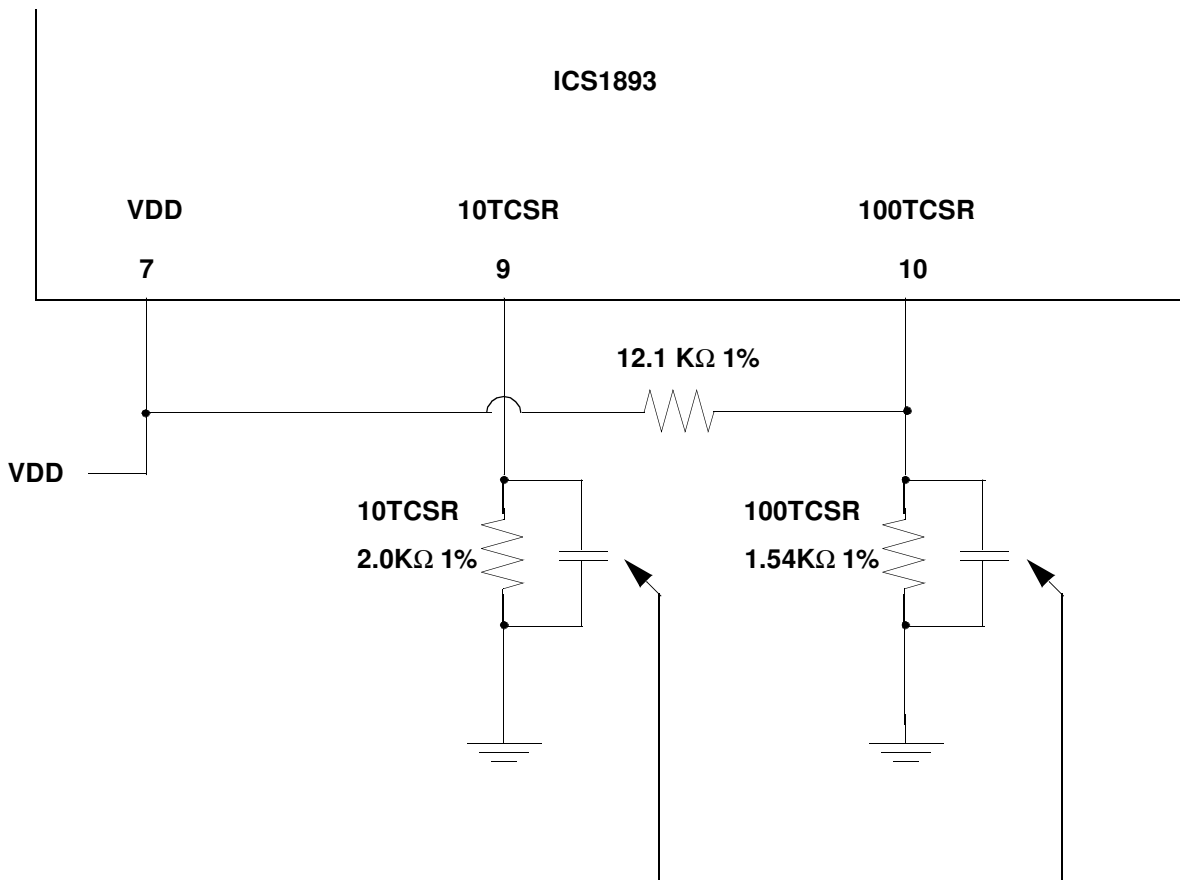 ICS1893
VDD
10TCSR
100TCSR
7
9
10
12.1 KΩ 1%
VDD
10TCSR
2.0KΩ 1%
100TCSR
1.54KΩ 1%